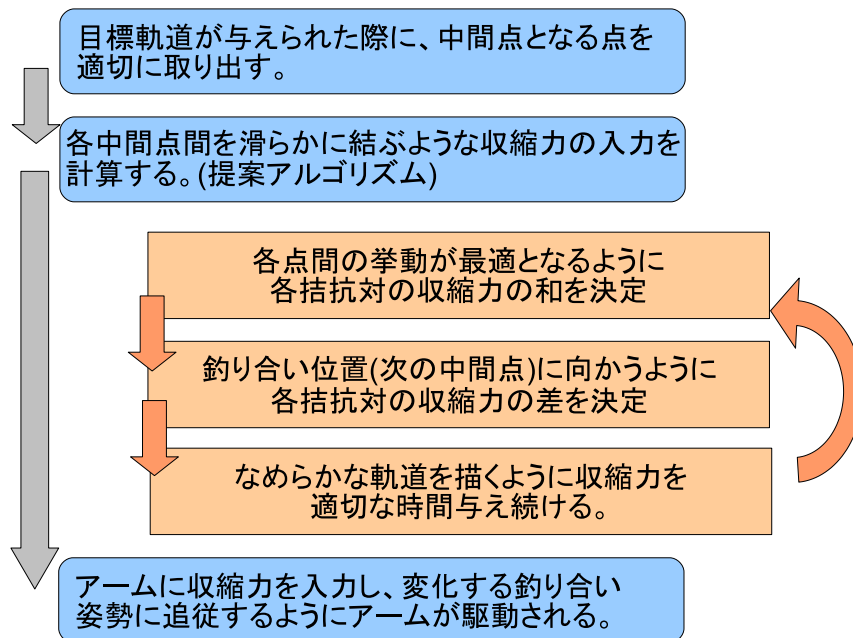 目標軌道が与えられた際に、中間点となる点を
適切に取り出す。
各中間点間を滑らかに結ぶような収縮力の入力を
計算する。(提案アルゴリズム)
各点間の挙動が最適となるように
各拮抗対の収縮力の和を決定
釣り合い位置(次の中間点)に向かうように
各拮抗対の収縮力の差を決定
なめらかな軌道を描くように収縮力を
適切な時間与え続ける。
アームに収縮力を入力し、変化する釣り合い
姿勢に追従するようにアームが駆動される。